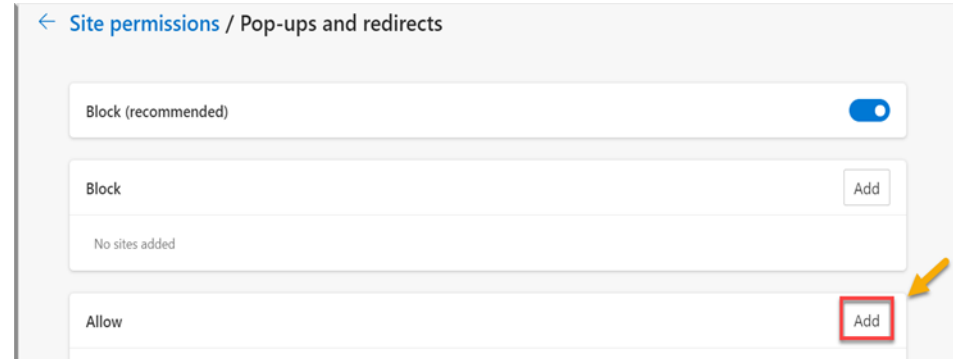 Site permissions / Pop-ups and redirects
Block (recommended)
Block
Add
No sites added
Allow
Add